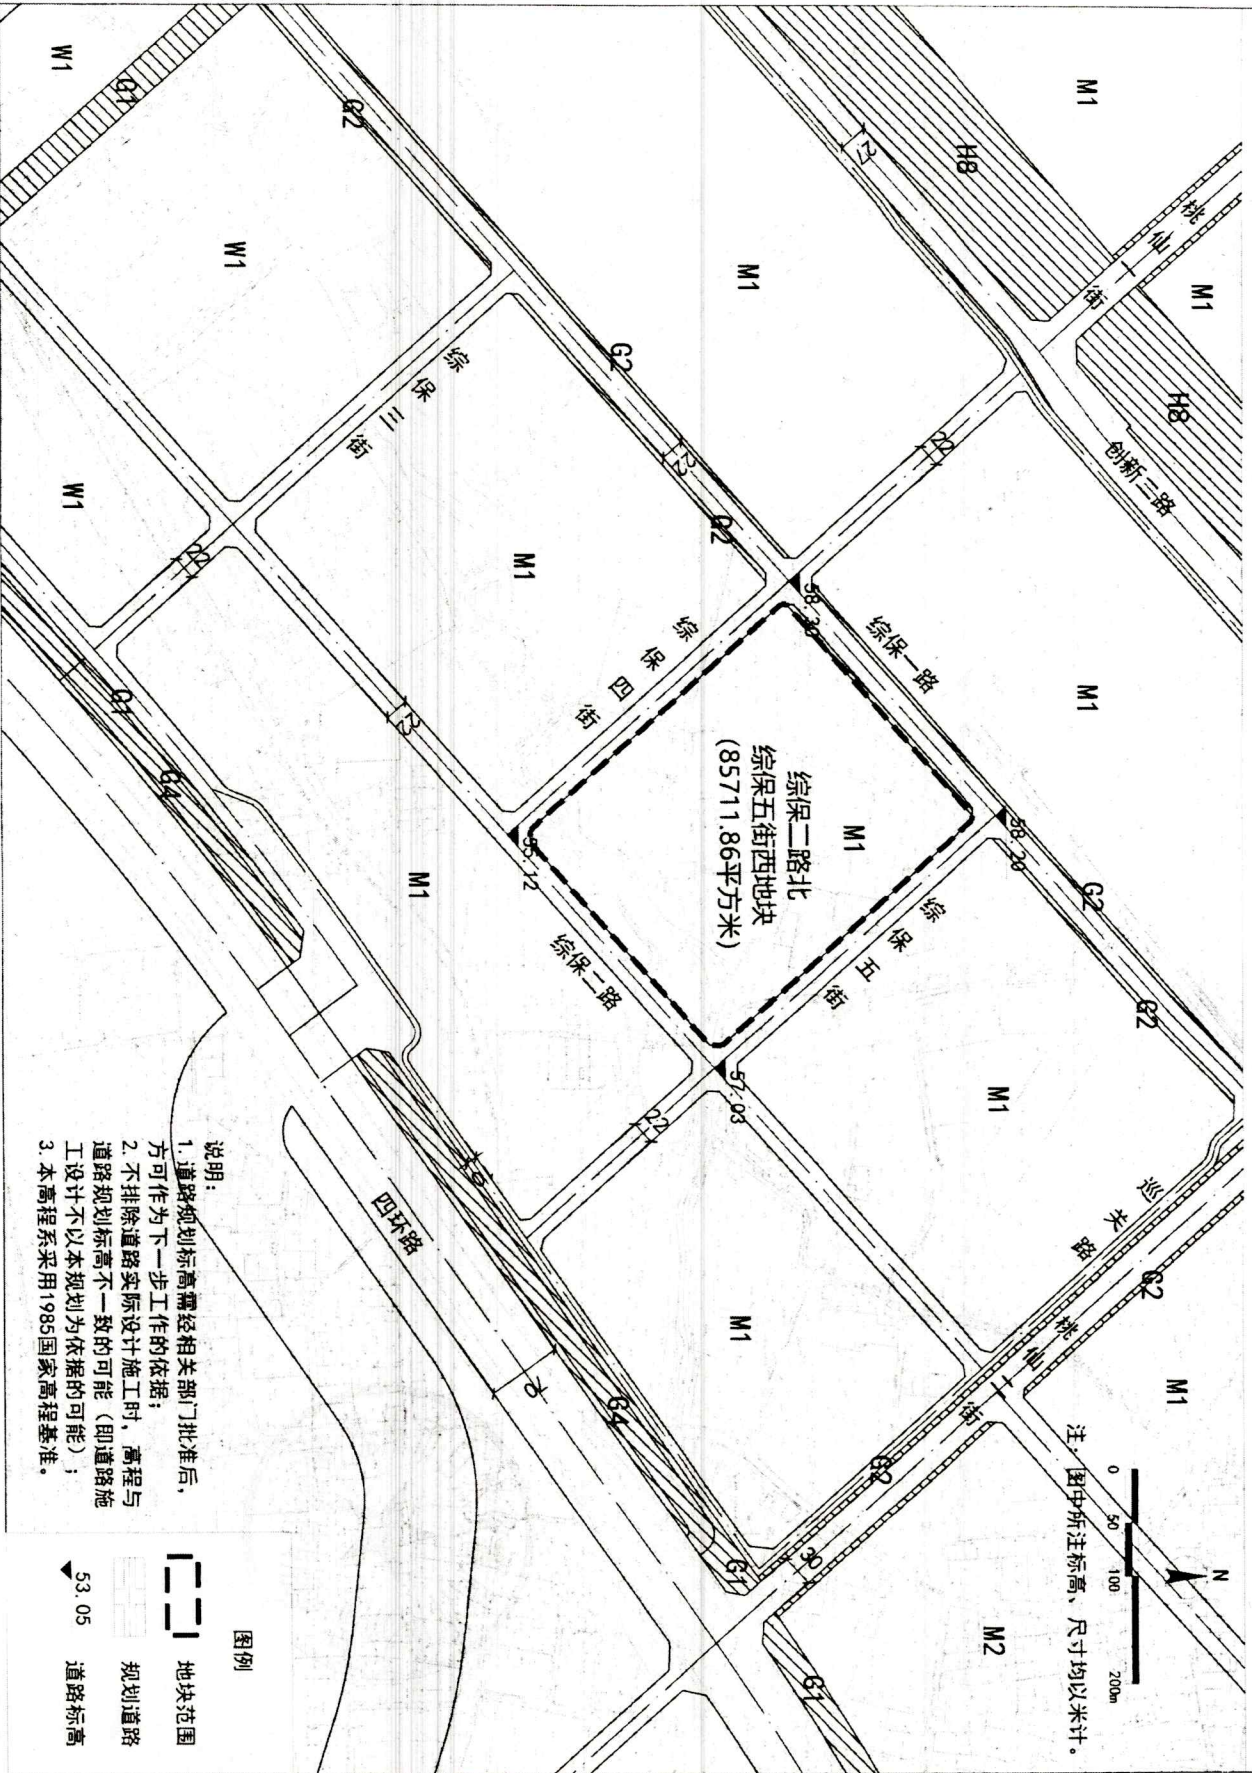 M1
H8
桃仙一街
M1
H8
创新三路
27
W1
G1
G2
W1
M1
G2
22
综保三街
12
12
G2
W1
22
M1
综保四街
58.30
综保一路
M1
综保二路北
综保五街西地块
(85711.86平方米)
M1
58.20
G2
G2
综保五街
22
G1
G4
M1
55.12
综保二路
57.03
22
M1
巡关路
G2
M1
桃仙二街
四环路
70
G4
M1
G2
30
G1
G1
M2
N
0 50 100 200m
注：图中所注标高、尺寸均以米计。
说明：
1.道路规划标高需经相关部门批准后，
方可作为下一步工作的依据；
2.不排除道路实际设计施工时，高程与
道路规划标高不一致的可能（即道路施
工设计不以本规划为依据的可能）；
3.本高程系采用1985国家高程基准。
图例
地块范围
规划道路
53.05 道路标高